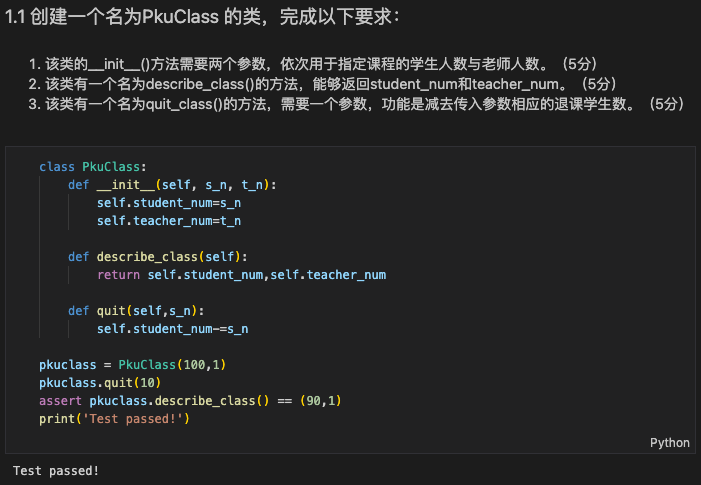 1.1 创建一个名为PkuClass 的类，完成以下要求：
1. 该类的__init__()方法需要两个参数，依次用于指定课程的学生人数与老师人数。（5分）
2. 该类有一个名为describe_class()的方法，能够返回student_num和teacher_num。（5分）
3. 该类有一个名为quit_class()的方法，需要一个参数，功能是减去传入参数相应的退课学生数。（5分）
class PkuClass:
    def __init__(self, s_n, t_n):
        self.student_num=s_n
        self.teacher_num=t_n
    def describe_class(self):
        return self.student_num,self.teacher_num
    def quit(self,s_n):
        self.student_num-=s_n
pkuclass = PkuClass(100,1)
pkuclass.quit(10)
assert pkuclass.describe_class() == (90,1)
print('Test passed!')
Python
Test passed!